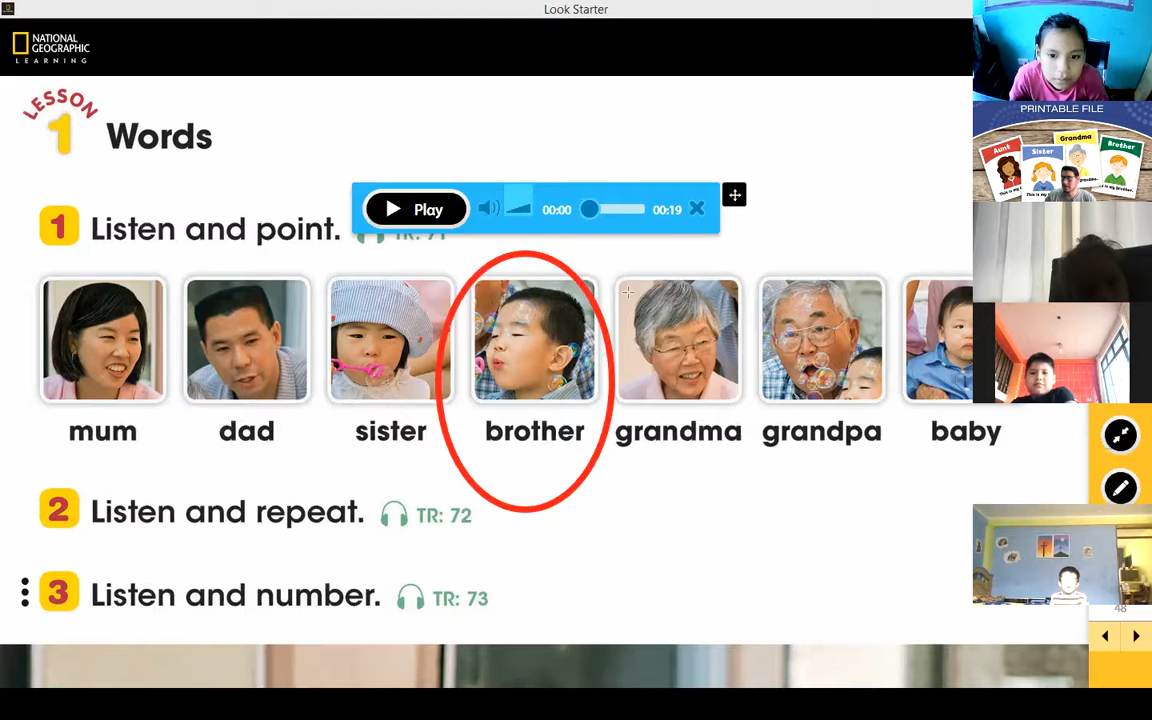 Look Starter
NATIONAL
GEOGRAPHIC
LEARNING
LESSON
1 Words
Play 00:00 00:19
1 Listen and point.
mum dad sister brother grandma grandpa baby
2 Listen and repeat. TR: 72
3 Listen and number. TR: 73
PRINTABLE FILE
Aunt
Sister
Grandma
Brother
48